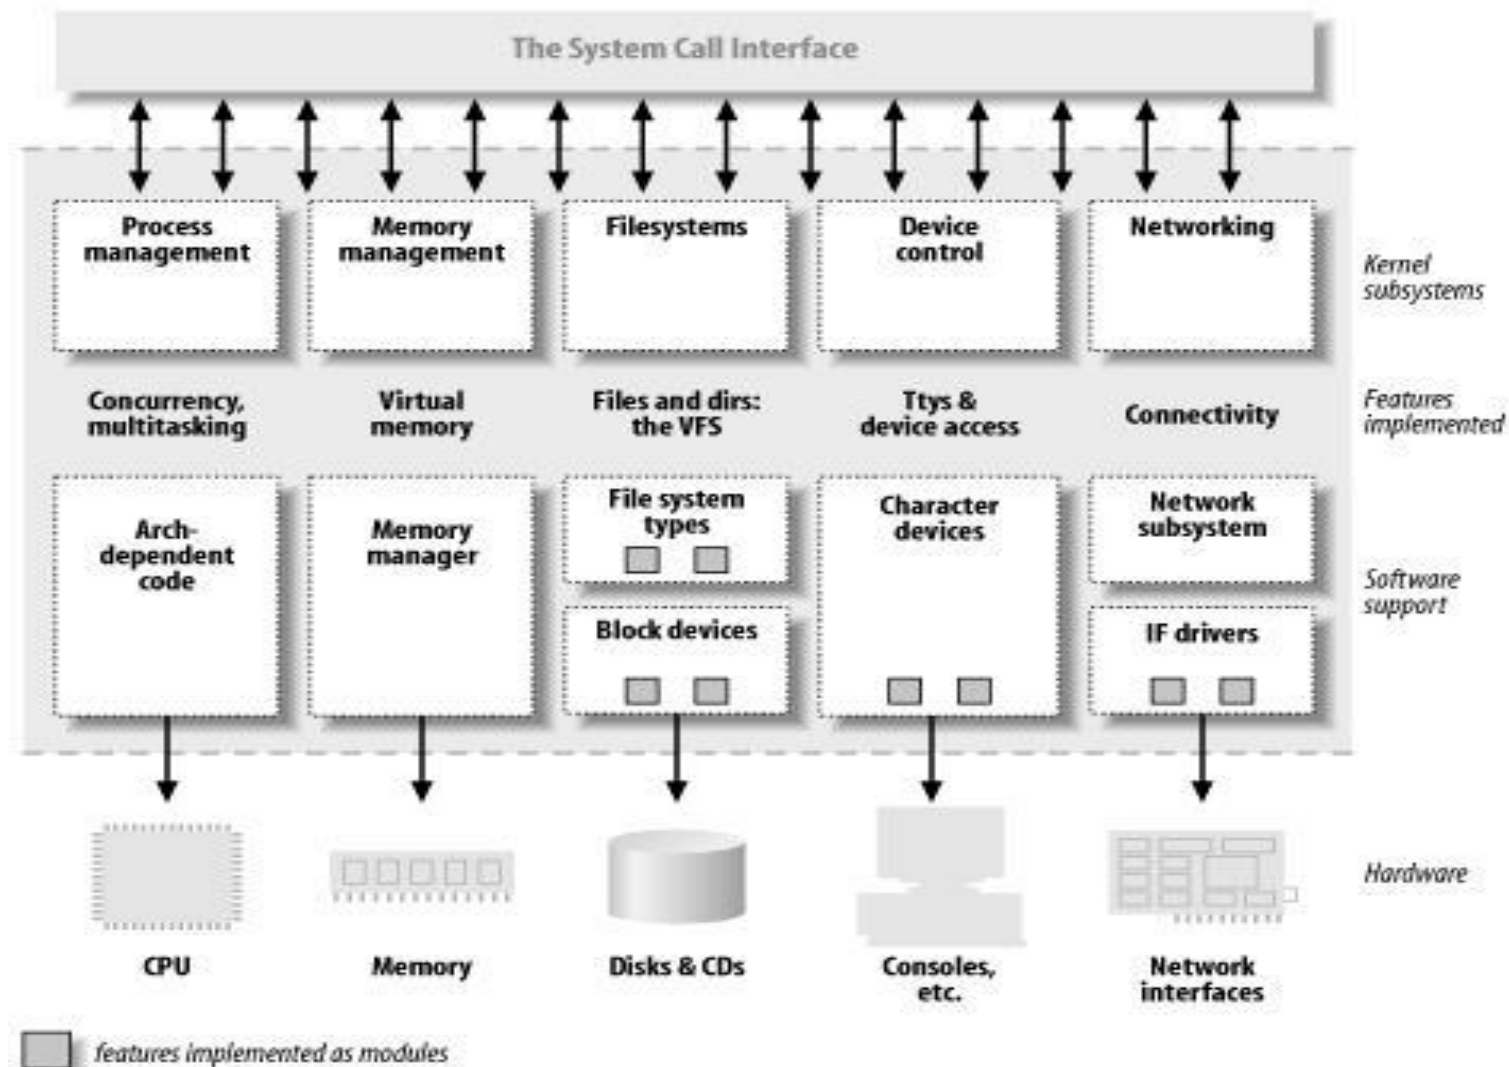 The System Call Interface
Process
management
Memory
management
Filesystems
Device
control
Networking
Kernel
subsystems
Concurrency,
multitasking
Virtual
memory
Files and dirs:
the VFS
Ttys &
device access
Connectivity
Features
implemented
Arch-
dependent
code
Memory
manager
File system
types
Block devices
Character
devices
Network
subsystem
IF drivers
Software
support
Hardware
CPU
Memory
Disks & CDs
Consoles,
etc.
Network
interfaces
features implemented as modules